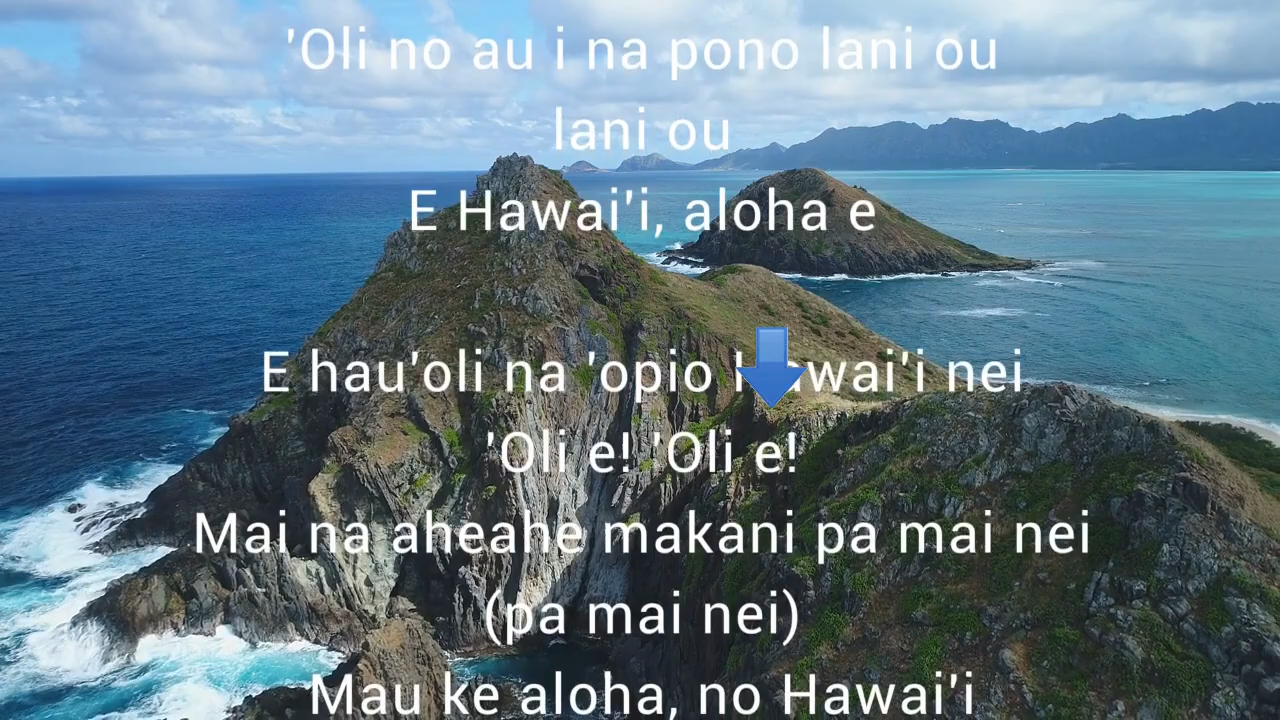 'Oli no au i na pono lani ou
lani ou
E Hawai'i, aloha e
E hau'oli na 'opio nei
'Oli e! 'Oli e!
Mai na aheahe makani pa mai nei
(pa mai nei)
Mau ke aloha, no Hawai'i